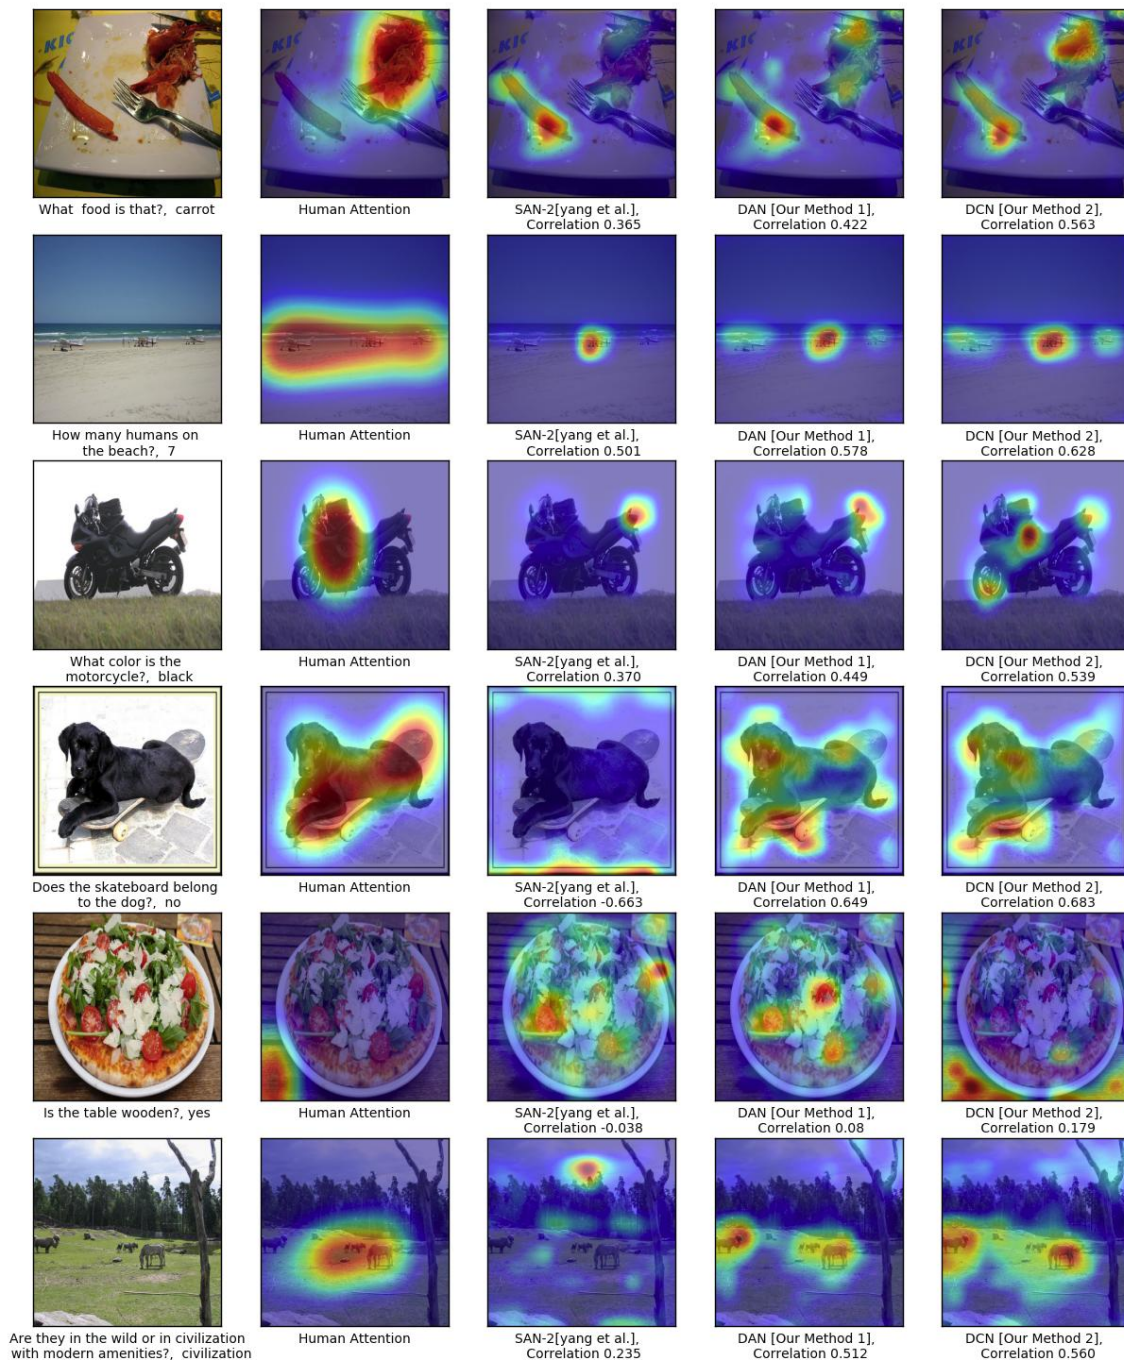 KIC
KIC
KIC
KIC
KIC
What food is that?, carrot
Human Attention
SAN-2[yang et al.],
Correlation 0.365
DAN [Our Method 1],
Correlation 0.422
DCN [Our Method 2],
Correlation 0.563
How many humans on
the beach?, 7
Human Attention
SAN-2[yang et al.],
Correlation 0.501
DAN [Our Method 1],
Correlation 0.578
DCN [Our Method 2],
Correlation 0.628
What color is the
motorcycle?, black
Human Attention
SAN-2[yang et al.],
Correlation 0.370
DAN [Our Method 1],
Correlation 0.449
DCN [Our Method 2],
Correlation 0.539
Does the skateboard belong
to the dog?, no
Human Attention
SAN-2[yang et al.],
Correlation -0.663
DAN [Our Method 1],
Correlation 0.649
DCN [Our Method 2],
Correlation 0.683
Is the table wooden?, yes
Human Attention
SAN-2[yang et al.],
Correlation -0.038
DAN [Our Method 1],
Correlation 0.08
DCN [Our Method 2],
Correlation 0.179
Are they in the wild or in civilization
with modern amenities?, civilization
Human Attention
SAN-2[yang et al.],
Correlation 0.235
DAN [Our Method 1],
Correlation 0.512
DCN [Our Method 2],
Correlation 0.560